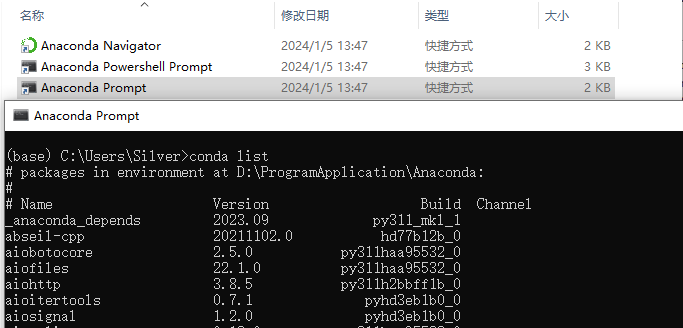 名称 修改日期 类型 大小
Anaconda Navigator 2024/1/5 13:47 快捷方式 2 KB
Anaconda Powershell Prompt 2024/1/5 13:47 快捷方式 3 KB
Anaconda Prompt 2024/1/5 13:47 快捷方式 2 KB
Anaconda Prompt
(base) C:\Users\Silver>conda list
# packages in environment at D:\ProgramApplication\Anaconda:
#
# Name Version Build Channel
_anaconda_depends 2023.09 py311_mkl_1
abseil-cpp 20211102.0 hd77b12b_0
aiobotocore 2.5.0 py311haa95532_0
aiofiles 22.1.0 py311haa95532_0
aiohttp 3.8.5 py311h2bbff1b_0
aioitertools 0.7.1 pyhd3eb1b0_0
aiosignal 1.2.0 pyhd3eb1b0_0